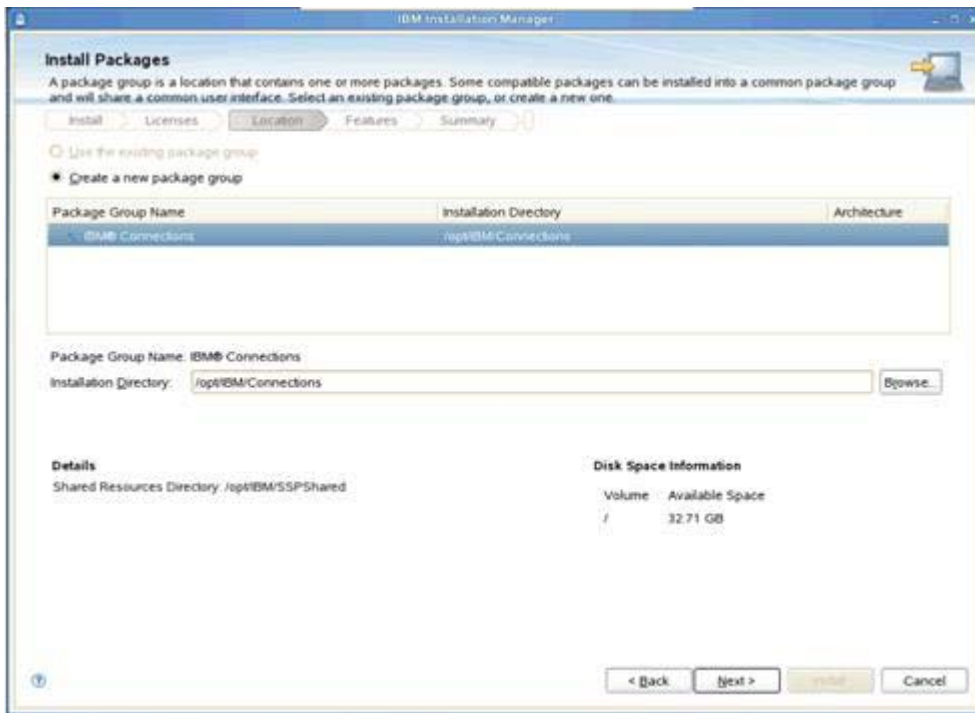 IBM Installation Manager
Install Packages
A package group is a location that contains one or more packages. Some compatible packages can be installed into a common package group
and will share a common user interface. Select an existing package group, or create a new one.
Install Licenses Location Features Summary
Use the existing package group
Create a new package group
Package Group Name Installation Directory Architecture
IBM® Connections /opt/IBM/Connections
Package Group Name: IBM® Connections
Installation Directory: /opt/IBM/Connections Browse...
Details Disk Space Information
Shared Resources Directory: /opt/IBM/SSPShared
Volume Available Space
/ 32.71 GB
? < Back Next > Install Cancel